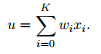 u = \sum_{i=0}^{K} w_i x_i.